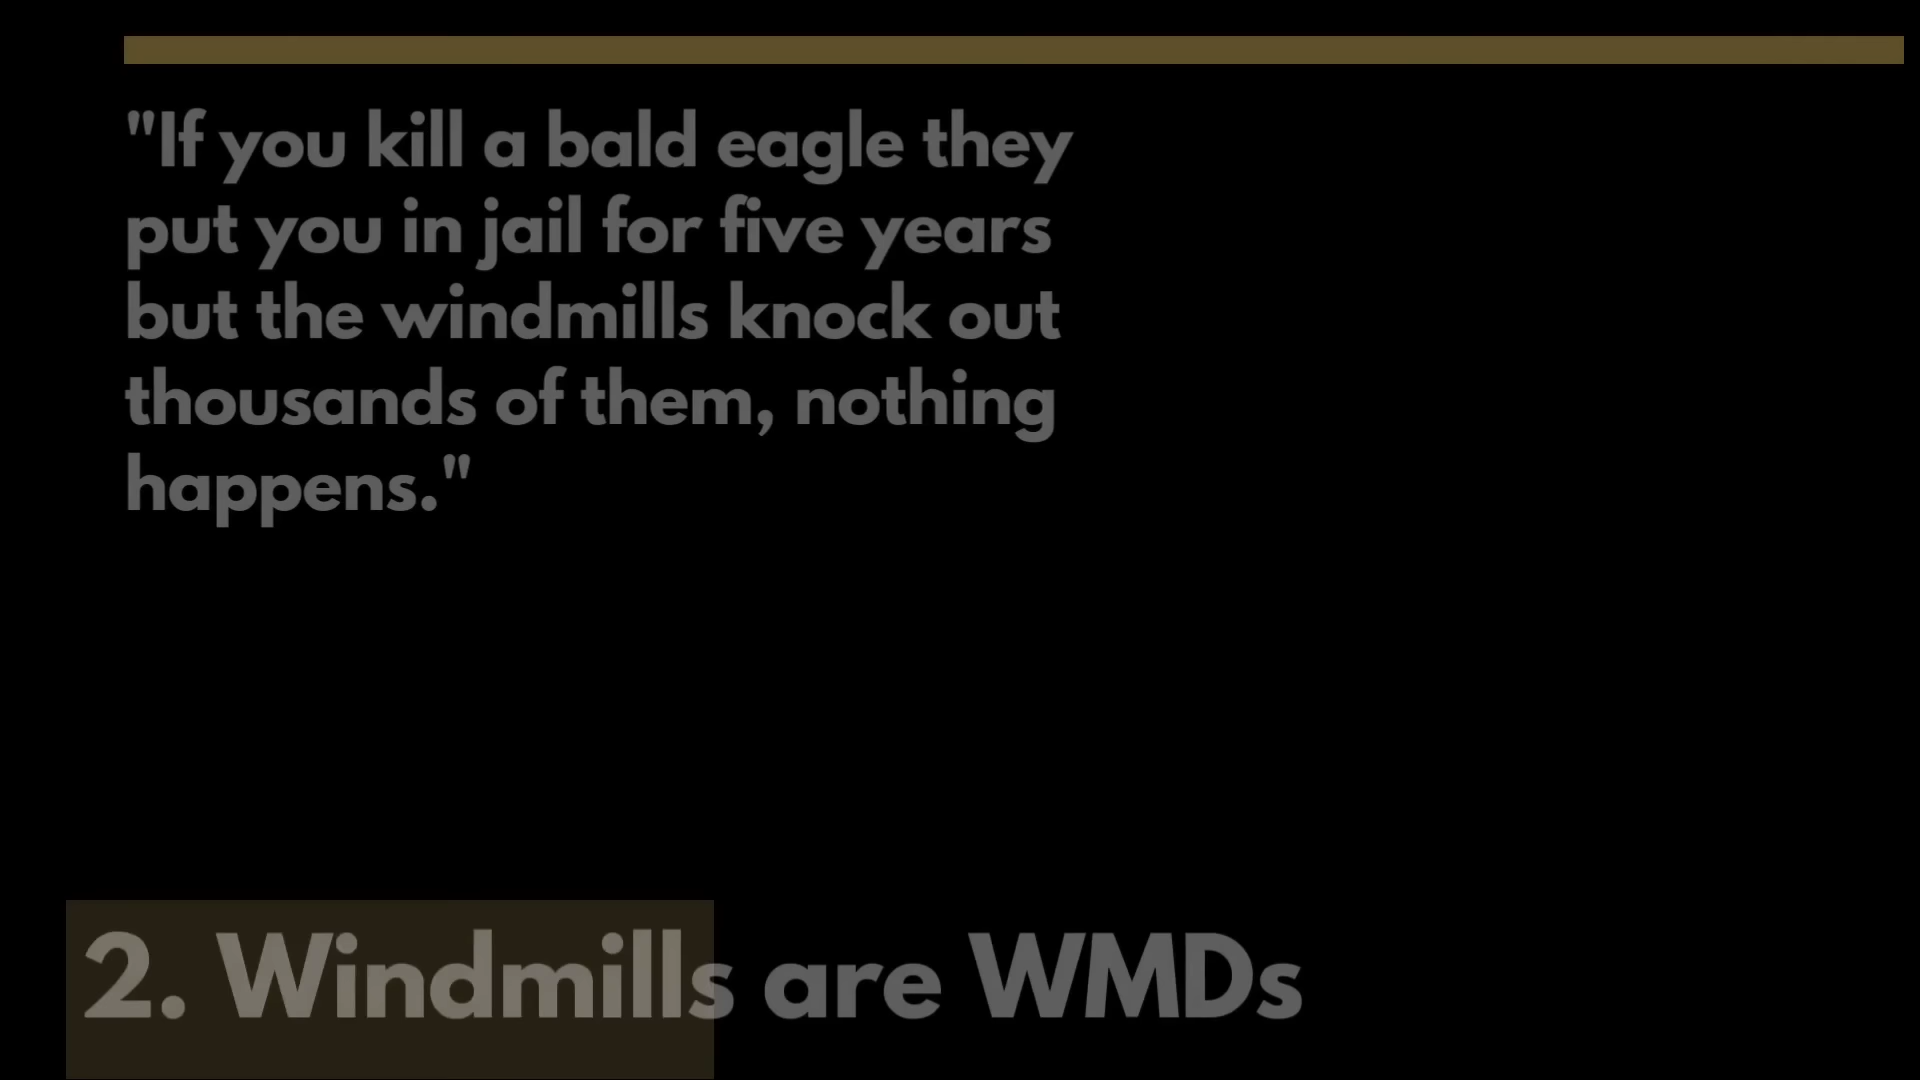 "If you kill a bald eagle they
put you in jail for five years
but the windmills knock out
thousands of them, nothing
happens."
2. Windmills are WMDs